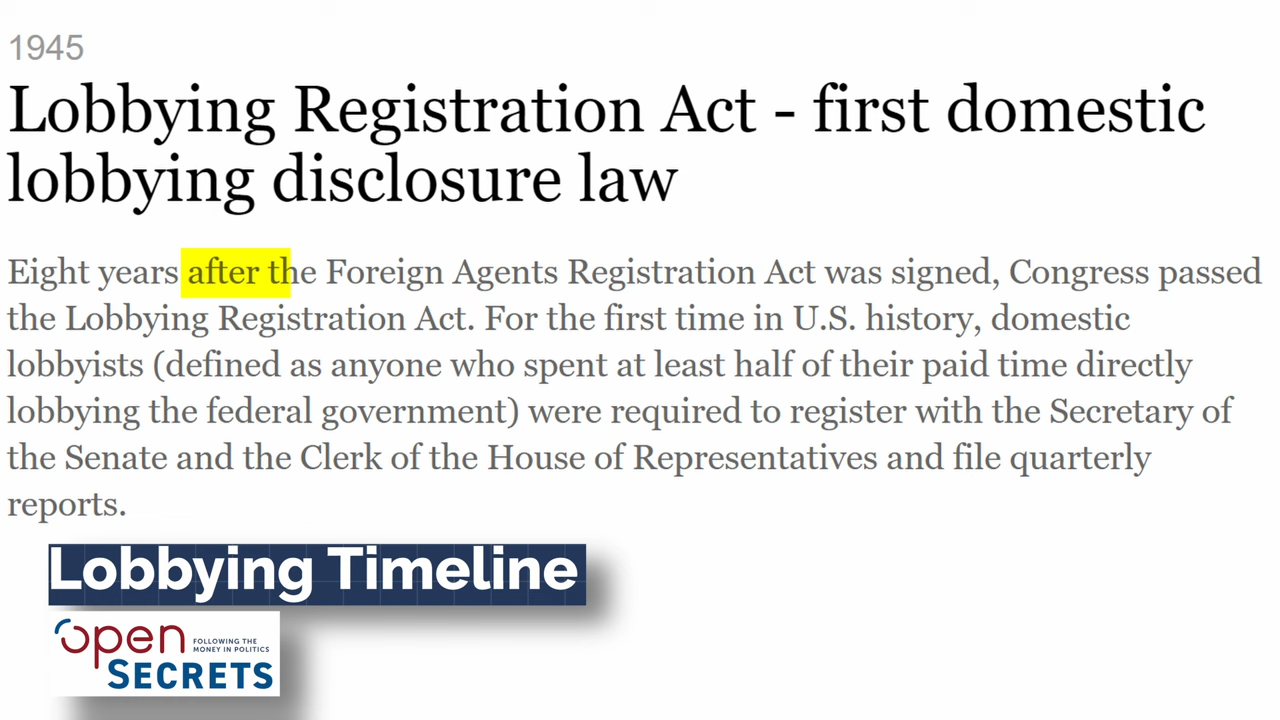 1945
Lobbying Registration Act - first domestic
lobbying disclosure law
Eight years after the Foreign Agents Registration Act was signed, Congress passed
the Lobbying Registration Act. For the first time in U.S. history, domestic
lobbyists (defined as anyone who spent at least half of their paid time directly
lobbying the federal government) were required to register with the Secretary of
the Senate and the Clerk of the House of Representatives and file quarterly
reports.
Lobbying Timeline
open
FOLLOWING THE
MONEY IN POLITICS
SECRETS